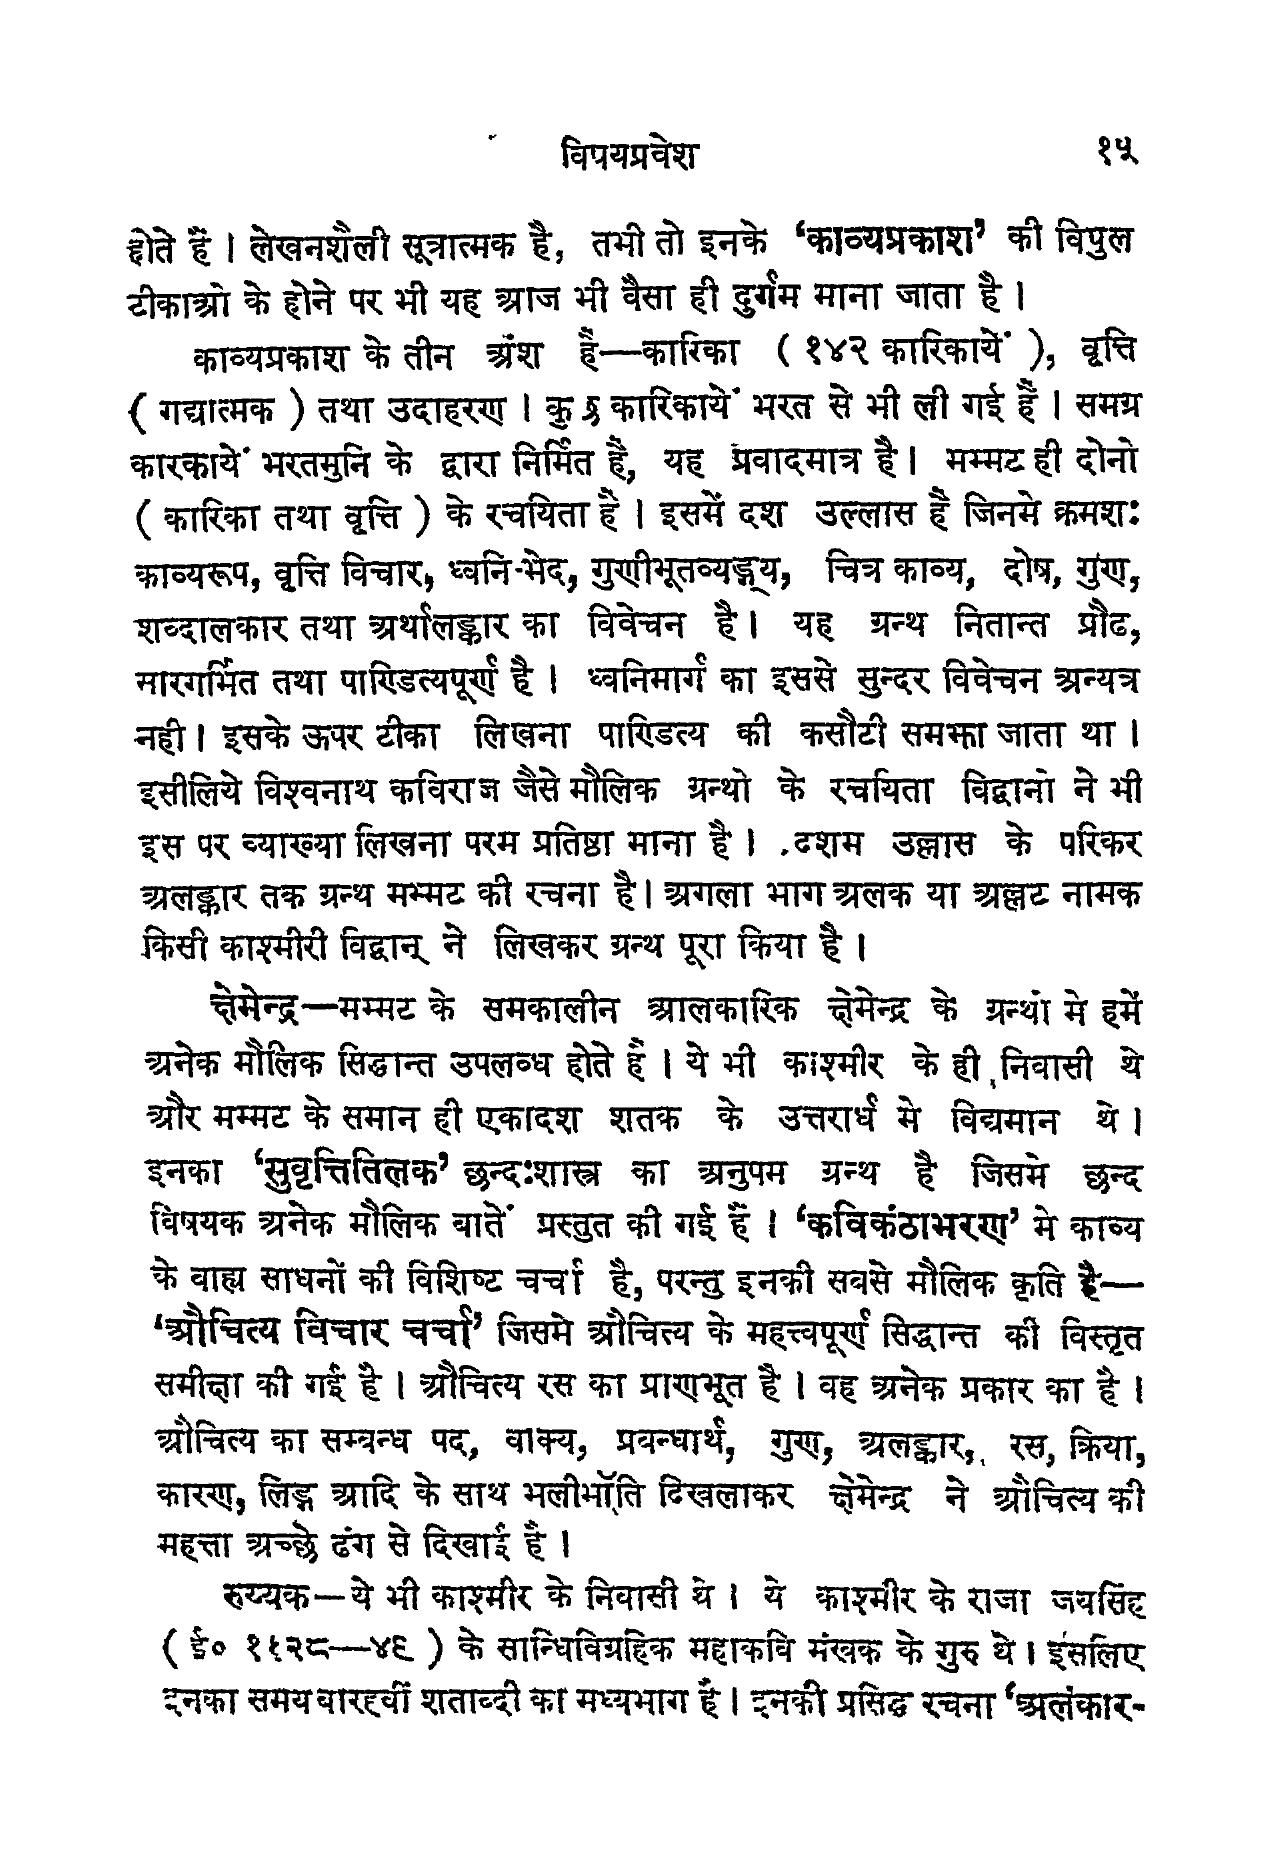 विषयप्रवेश १५
होते हैं । लेखनशैली सूत्रात्मक है, तभी तो इनके ‘काव्यप्रकाश’ की विपुल
टीकाओ के होने पर भी यह आज भी वैसा ही दुर्गम माना जाता है ।
काव्यप्रकाश के तीन अंश है—कारिका ( १४२ कारिकायें ), वृत्ति
( गद्यात्मक ) तथा उदाहरण । कुछ कारिकायें भरत से भी ली गई हैं । समग्र
कारकायें भरतमुनि के द्वारा निर्मित हैं, यह प्रवादमात्र है । मम्मट ही दोनो
( कारिका तथा वृत्ति ) के रचयिता हैं । इसमें दश उल्लास हैं जिनमे क्रमशः
काव्यरूप, वृत्ति विचार, ध्वनि-भेद, गुणीभूतव्यङ्ग्य, चित्र काव्य, दोष, गुण,
शब्दालकार तथा अर्थालङ्कार का विवेचन है । यह ग्रन्थ नितान्त प्रौढ,
सारगर्भित तथा पाण्डित्यपूर्ण है । ध्वनिमार्ग का इससे सुन्दर विवेचन अन्यत्र
नही । इसके ऊपर टीका लिखना पाण्डित्य की कसौटी समझा जाता था ।
इसीलिये विश्वनाथ कविराज जैसे मौलिक ग्रन्थो के रचयिता विद्वानो ने भी
इस पर व्याख्या लिखना परम प्रतिष्ठा माना है । दशम उल्लास के परिकर
अलङ्कार तक ग्रन्थ मम्मट की रचना है । अगला भाग अलक या अल्लट नामक
किसी काश्मीरी विद्वान् ने लिखकर ग्रन्थ पूरा किया है ।
क्षेमेन्द्र—मम्मट के समकालीन आलकारिक क्षेमेन्द्र के ग्रन्थो मे हमें
अनेक मौलिक सिद्धान्त उपलब्ध होते हैं । ये भी काश्मीर के ही निवासी थे
और मम्मट के समान ही एकादश शतक के उत्तरार्ध मे विद्यमान थे ।
इनका ‘सुवृत्तितिलक’ छन्दःशास्त्र का अनुपम ग्रन्थ है जिसमे छन्द
विषयक अनेक मौलिक बातें प्रस्तुत की गई हैं । ‘कविकंठाभरण’ मे काव्य
के बाह्य साधनों की विशिष्ट चर्चा है, परन्तु इनकी सबसे मौलिक कृति है—
‘औचित्य विचार चर्चा’ जिसमे औचित्य के महत्त्वपूर्ण सिद्धान्त की विस्तृत
समीक्षा की गई है । औचित्य रस का प्राणभूत है । वह अनेक प्रकार का है ।
औचित्य का सम्बन्ध पद, वाक्य, प्रबन्धार्थ, गुण, अलङ्कार, रस, क्रिया,
कारण, लिङ्ग आदि के साथ भलीभाँति दिखलाकर क्षेमेन्द्र ने औचित्य की
महत्ता अच्छे ढंग से दिखाई है ।
रुय्यक—ये भी काश्मीर के निवासी थे । ये काश्मीर के राजा जयसिंह
( ई० ११२८—४९ ) के सान्धिविग्रहिक महाकवि मंखक के गुरु थे । इसलिए
इनका समय बारहवीं शताब्दी का मध्यभाग है । इनकी प्रसिद्ध रचना ‘अलंकार-